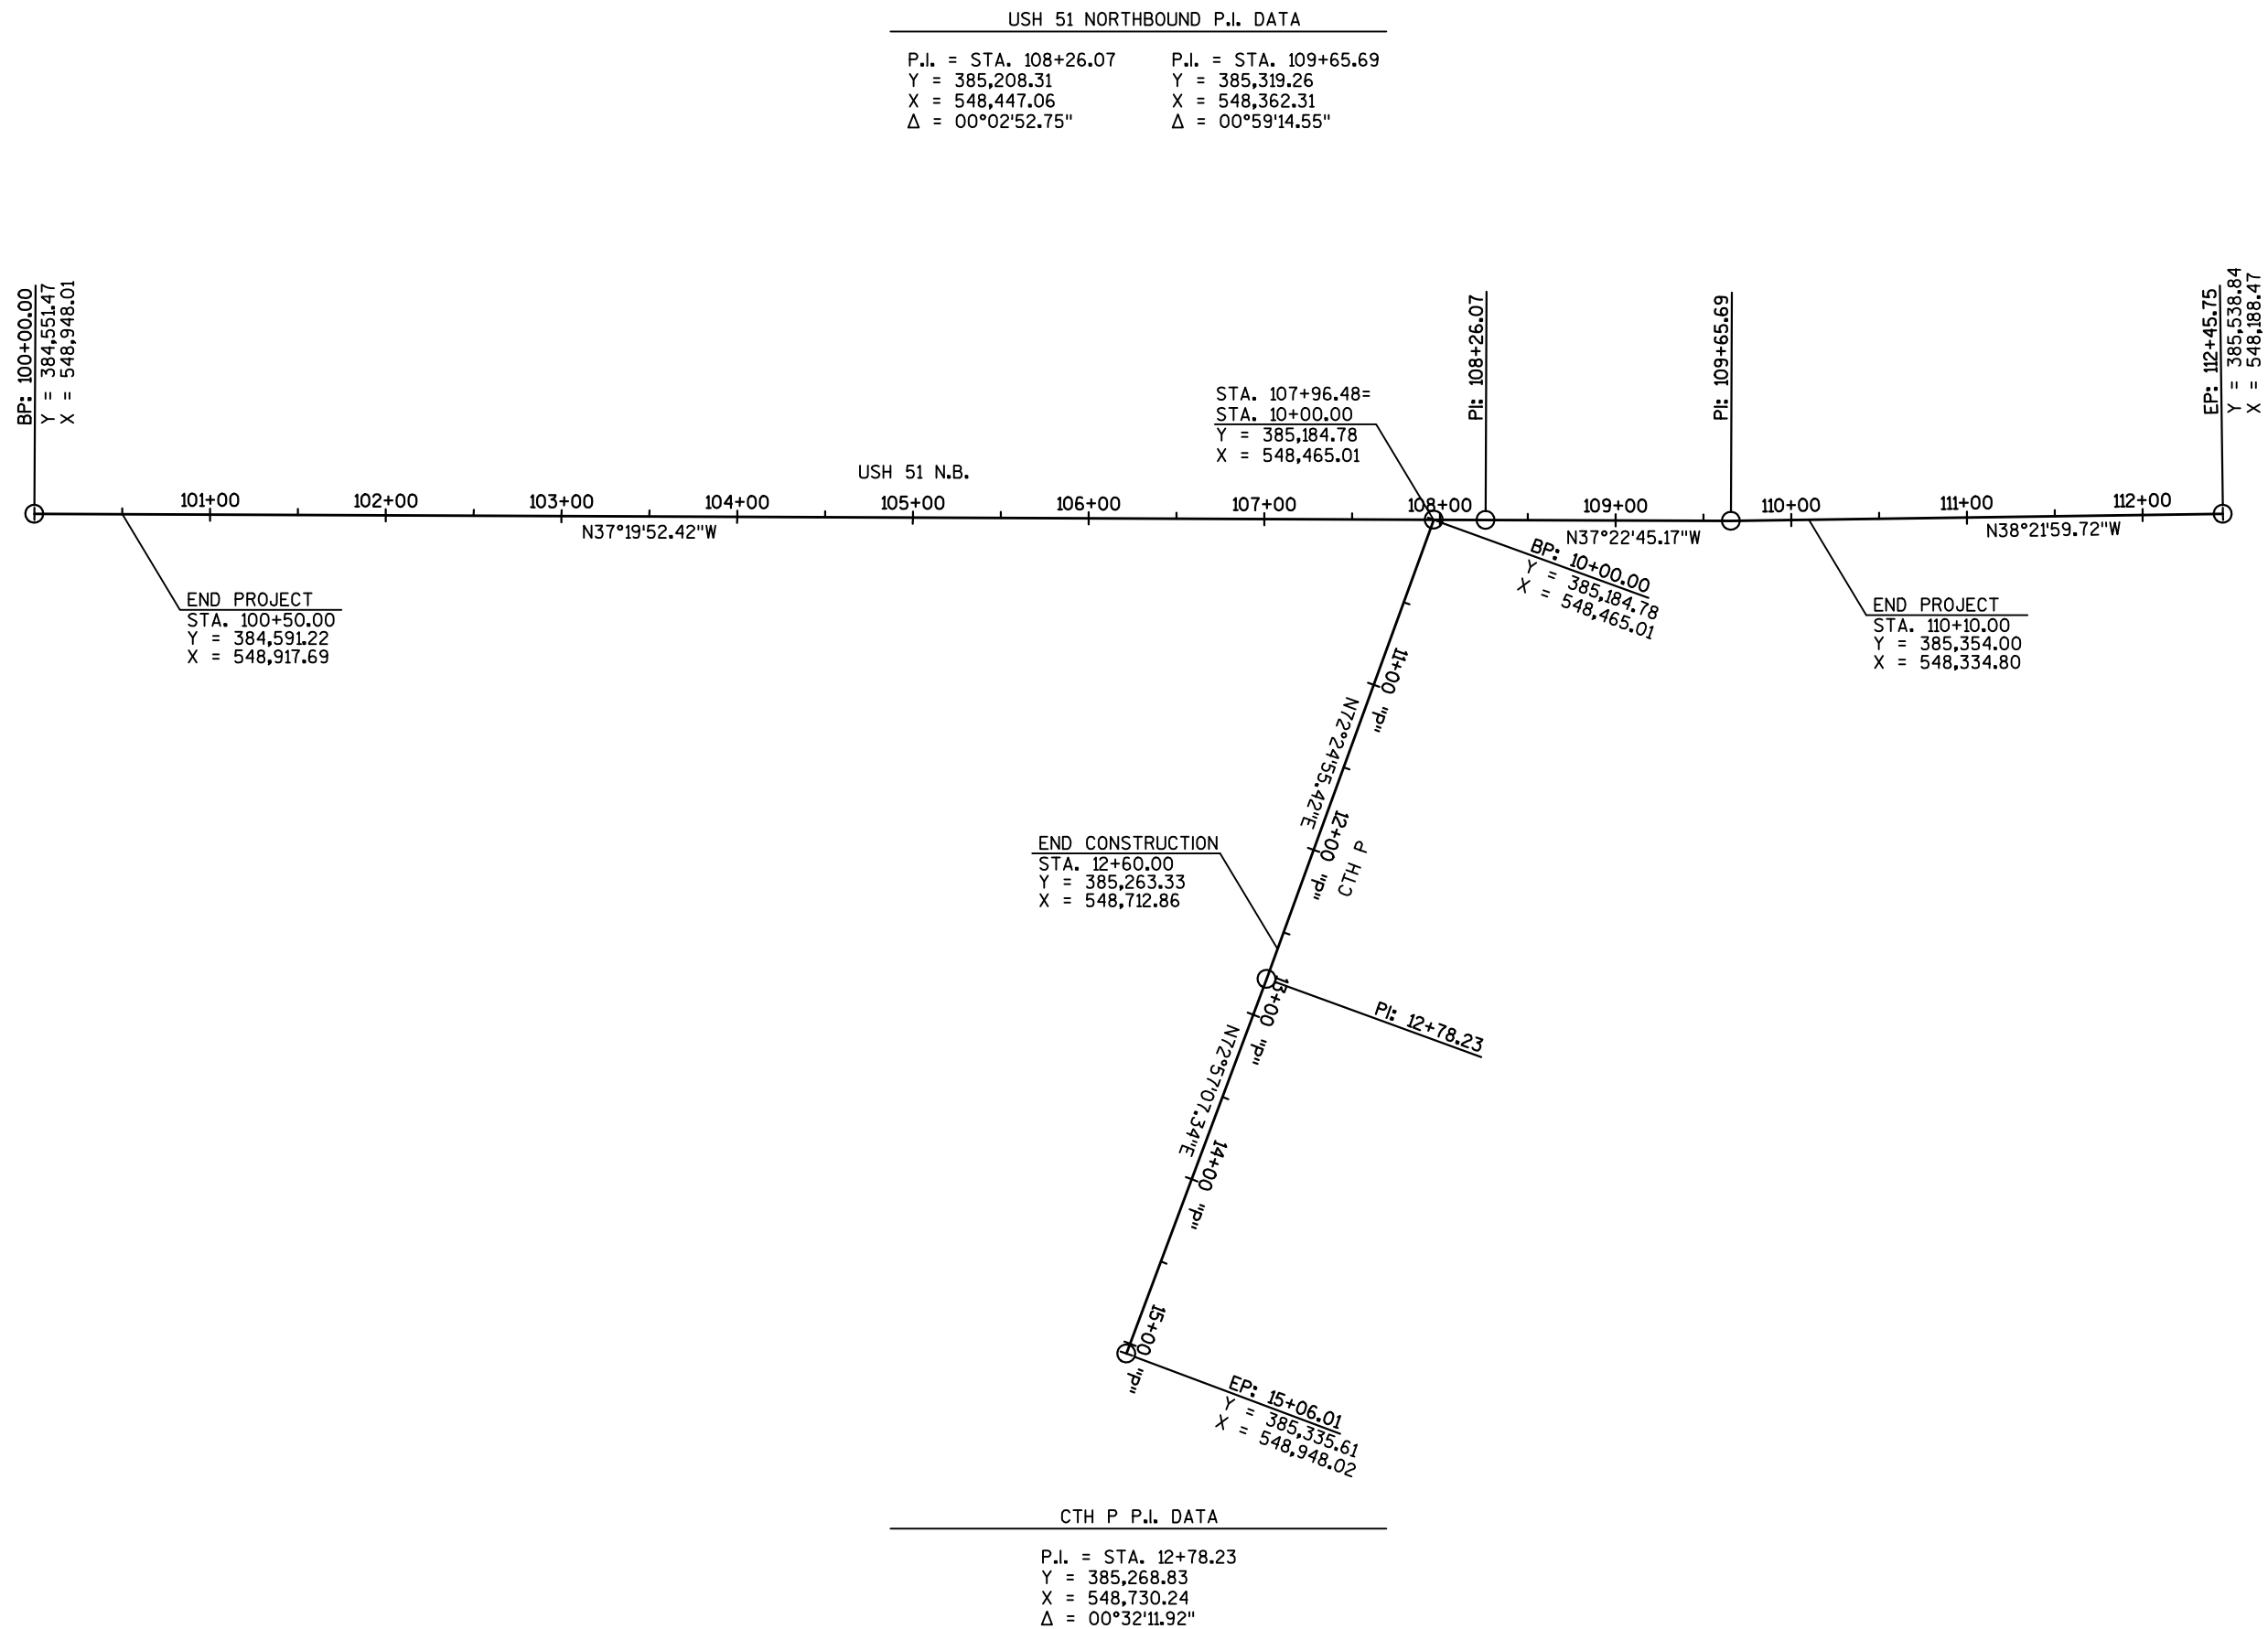 USH 51 NORTHBOUND P.I. DATA
P.I. = STA. 108+26.07
Y = 385,208.31
X = 548,447.06
Δ = 00°02'52.75"
P.I. = STA. 109+65.69
Y = 385,319.26
X = 548,362.31
Δ = 00°59'14.55"
BP: 100+00.00
Y = 384,551.47
X = 548,948.01
STA. 107+96.48=
STA. 10+00.00
Y = 385,184.78
X = 548,465.01
PI: 108+26.07
PI: 109+65.69
EP: 112+45.75
Y = 385,538.84
X = 548,188.47
USH 51 N.B.
101+00
102+00
103+00
104+00
105+00
106+00
107+00
108+00
109+00
110+00
111+00
112+00
N37°19'52.42"W
N37°22'45.17"W
N38°21'59.72"W
END PROJECT
STA. 100+50.00
Y = 384,591.22
X = 548,917.69
BP: 10+00.00
Y = 385,184.78
X = 548,465.01
END PROJECT
STA. 110+10.00
Y = 385,354.00
X = 548,334.80
11+00 "P"
N72°24'55.42"E
12+00 "P"
CTH P
END CONSTRUCTION
STA. 12+60.00
Y = 385,263.33
X = 548,712.86
13+00 "P"
PI: 12+78.23
N72°57'07.34"E
14+00 "P"
15+00 "P"
EP: 15+06.01
Y = 385,335.61
X = 548,948.02
CTH P P.I. DATA
P.I. = STA. 12+78.23
Y = 385,268.83
X = 548,730.24
Δ = 00°32'11.92"